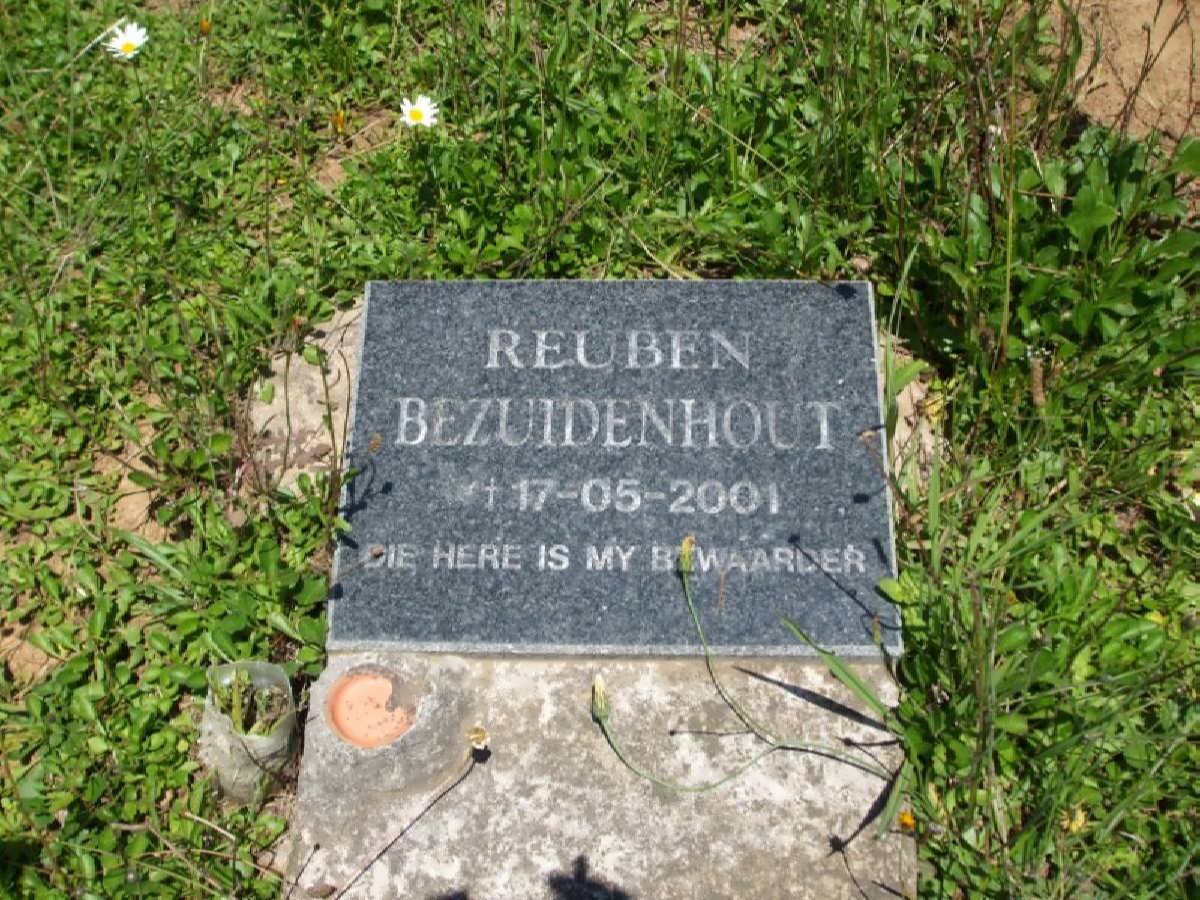 REUBEN
BEZUIDENHOUT
*†17-05-2001
DIE HERE IS MY BEWAARDER